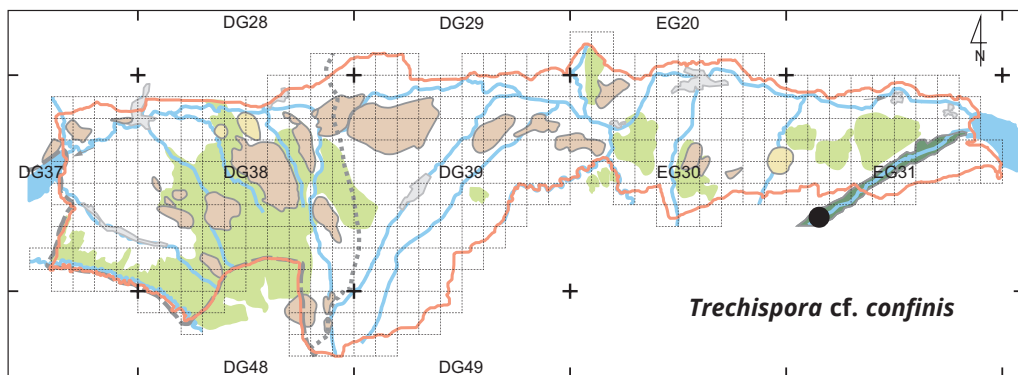 DG28 DG29 EG20
N
DG37 DG38 DG39 EG30 EG31
Trechispora cf. confinis
DG48 DG49